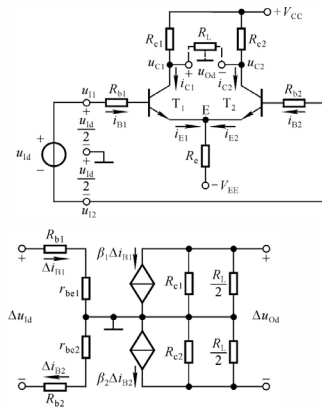 +V_CC
R_c1 R_L R_c2
u_C1 + u_Od − u_C2
i_C1 i_C2
u_I1 R_b1 T_1 T_2 R_b2
+ i_B1 E i_B2
u_Id/2 i_E1 i_E2
+ u_Id − − +
u_Id/2 R_e
− −V_EE
u_I2
R_b1
+ Δi_B1 β_1Δi_B1 +
r_be1 R_c1 R_L/2
Δu_Id Δu_Od
r_be2 R_c2 R_L/2
− Δi_B2 β_2Δi_B2 −
R_b2